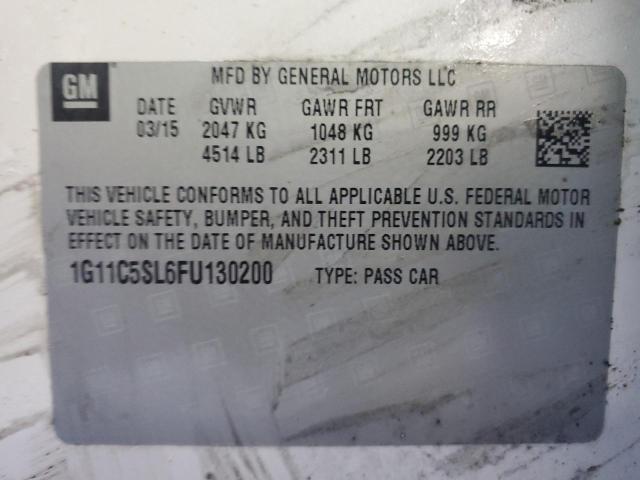 GM
MFD BY GENERAL MOTORS LLC
DATE GVWR GAWR FRT GAWR RR
03/15 2047 KG 1048 KG 999 KG
4514 LB 2311 LB 2203 LB
THIS VEHICLE CONFORMS TO ALL APPLICABLE U.S. FEDERAL MOTOR
VEHICLE SAFETY, BUMPER, AND THEFT PREVENTION STANDARDS IN
EFFECT ON THE DATE OF MANUFACTURE SHOWN ABOVE.
1G11C5SL6FU130200 TYPE: PASS CAR